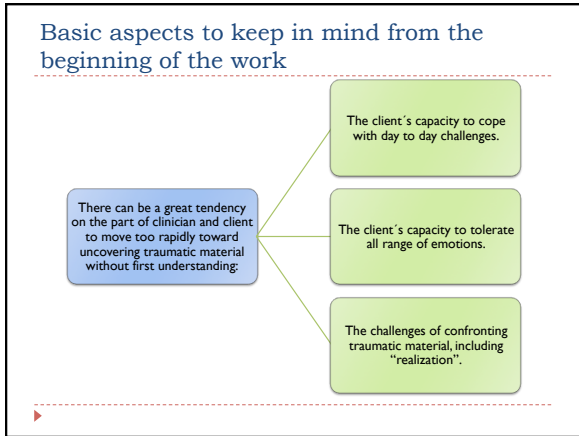 Basic aspects to keep in mind from the
beginning of the work
The client´s capacity to cope
with day to day challenges.
There can be a great tendency
on the part of clinician and client
to move too rapidly toward
uncovering traumatic material
without first understanding:
The client´s capacity to tolerate
all range of emotions.
The challenges of confronting
traumatic material, including
“realization”.